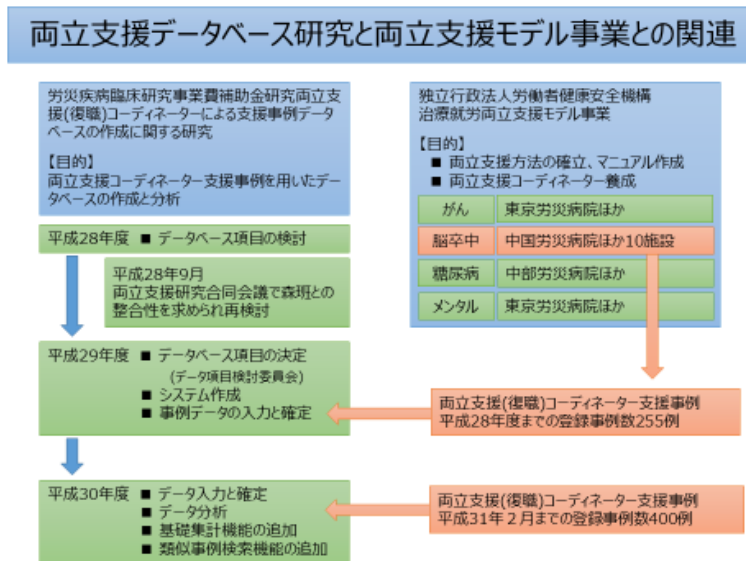 両立支援データベース研究と両立支援モデル事業との関連
労災疾病臨床研究事業費補助金研究両立支
援(復職)コーディネーターによる支援事例データ
ベースの作成に関する研究
【目的】
両立支援コーディネーター支援事例を用いたデー
タベースの作成と分析
平成28年度 ■ データベース項目の検討
平成28年9月
両立支援研究合同会議で森班との
整合性を求められ再検討
平成29年度 ■ データベース項目の決定
(データ項目検討委員会)
■ システム作成
■ 事例データの入力と確定
平成30年度 ■ データ入力と確定
■ データ分析
■ 基礎集計機能の追加
■ 類似事例検索機能の追加
独立行政法人労働者健康安全機構
治療就労両立支援モデル事業
【目的】
■ 両立支援方法の確立、マニュアル作成
■ 両立支援コーディネーター養成
がん 東京労災病院ほか
脳卒中 中国労災病院ほか10施設
糖尿病 中部労災病院ほか
メンタル 東京労災病院ほか
両立支援(復職)コーディネーター支援事例
平成28年度までの登録事例数255例
両立支援(復職)コーディネーター支援事例
平成31年２月までの登録事例数400例